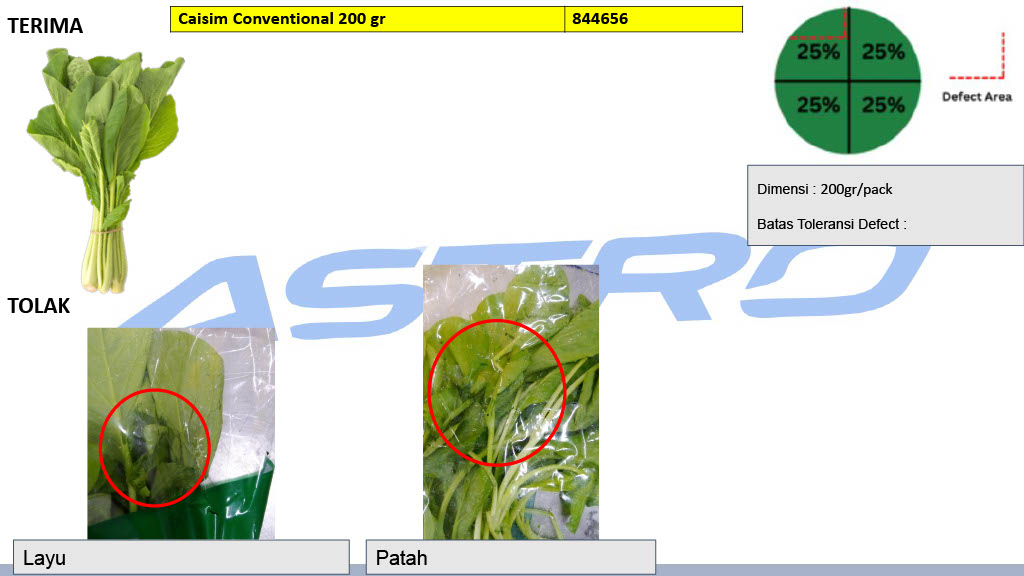 TERIMA
Caisim Conventional 200 gr 844656
25% 25%
25% 25%
Defect Area
Dimensi : 200gr/pack
Batas Toleransi Defect :
ASTRO
TOLAK
Layu
Patah